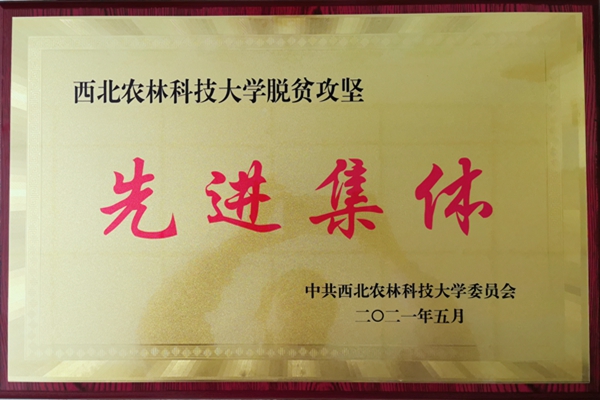 西北农林科技大学脱贫攻坚
先进集体
中共西北农林科技大学委员会
二〇二一年五月